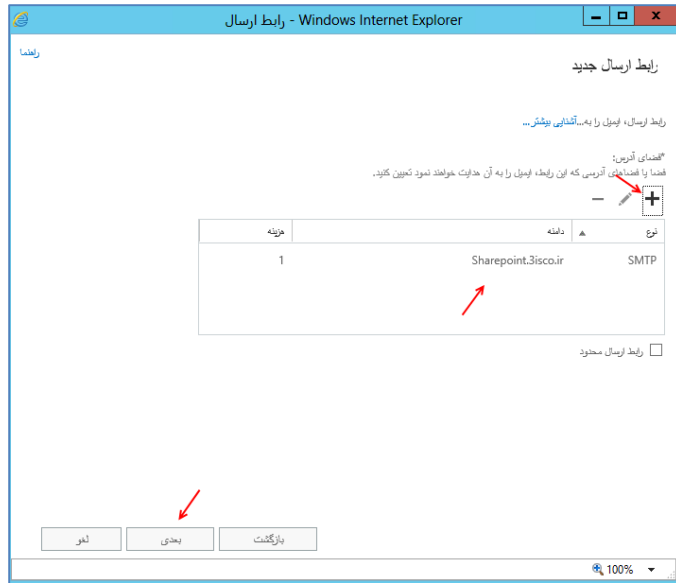 رابط ارسال - Windows Internet Explorer
راهنما
رابط ارسال جدید
رابط ارسال، ایمیل را به...آشنایی بیشتر ...
*فضای آدرس:
فضا یا فضاهای آدرسی که این رابط، ایمیل را به آن هدایت خواهند نمود تعیین کنید.
نوع دامنه هزینه
SMTP Sharepoint.3isco.ir 1
رابط ارسال محدود
بازگشت بعدی لغو
100%